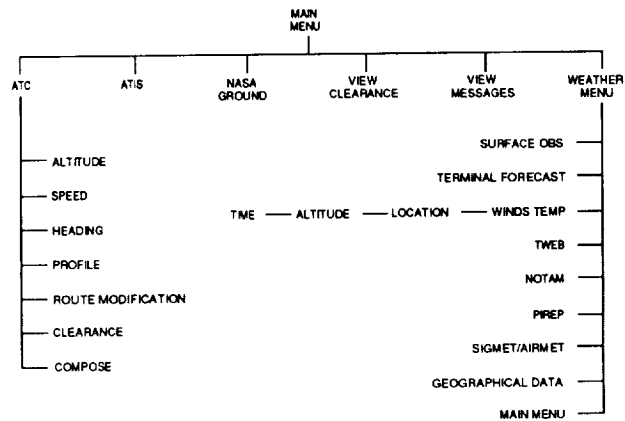 MAIN
MENU
ATC
ATIS
NASA
GROUND
VIEW
CLEARANCE
VIEW
MESSAGES
WEATHER
MENU
ALTITUDE
SPEED
HEADING
PROFILE
ROUTE MODIFICATION
CLEARANCE
COMPOSE
SURFACE OBS
TERMINAL FORECAST
TIME ALTITUDE LOCATION WINDS TEMP
TWEB
NOTAM
PIREP
SIGMET/AIRMET
GEOGRAPHICAL DATA
MAIN MENU